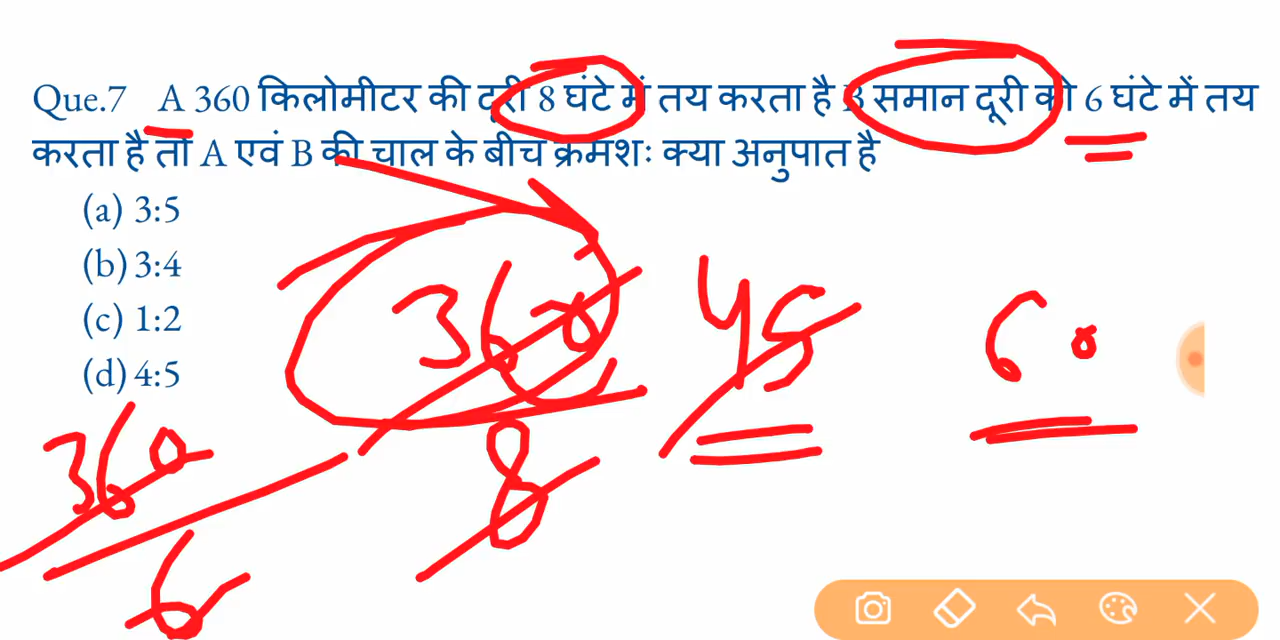 Que.7 A 360 किलोमीटर की दूरी 8 घंटे में तय करता है B समान दूरी को 6 घंटे में तय
करता है तो A एवं B की चाल के बीच क्रमशः क्या अनुपात है
(a) 3:5
(b) 3:4
(c) 1:2
(d) 4:5
360
8
45
60
360
6